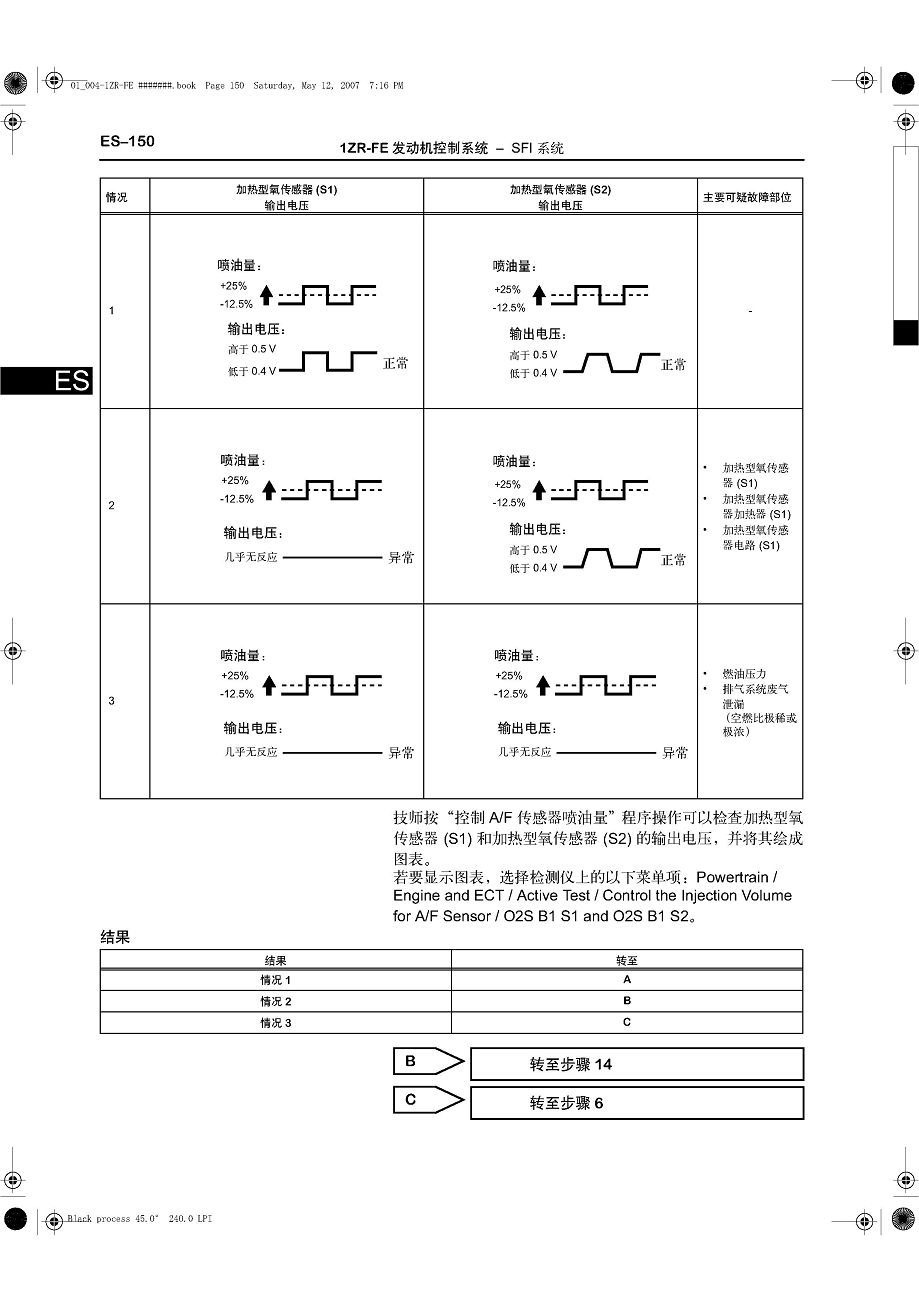 01_004-1ZR-FE #######.book  Page 150  Saturday, May 12, 2007  7:16 PM
ES–150
1ZR-FE 发动机控制系统 – SFI 系统
情况
加热型氧传感器 (S1)
输出电压
加热型氧传感器 (S2)
输出电压
主要可疑故障部位
1
喷油量：
+25%
-12.5%
输出电压：
高于 0.5 V
低于 0.4 V
正常
喷油量：
+25%
-12.5%
输出电压：
高于 0.5 V
低于 0.4 V
正常
-
ES
2
喷油量：
+25%
-12.5%
输出电压：
几乎无反应
异常
喷油量：
+25%
-12.5%
输出电压：
高于 0.5 V
低于 0.4 V
正常
• 加热型氧传感
器 (S1)
• 加热型氧传感
器加热器 (S1)
• 加热型氧传感
器电路 (S1)
3
喷油量：
+25%
-12.5%
输出电压：
几乎无反应
异常
喷油量：
+25%
-12.5%
输出电压：
几乎无反应
异常
• 燃油压力
• 排气系统废气
泄漏
（空燃比极稀或
极浓）
技师按“控制 A/F 传感器喷油量”程序操作可以检查加热型氧
传感器 (S1) 和加热型氧传感器 (S2) 的输出电压，并将其绘成
图表。
若要显示图表，选择检测仪上的以下菜单项：Powertrain /
Engine and ECT / Active Test / Control the Injection Volume
for A/F Sensor / O2S B1 S1 and O2S B1 S2。
结果
结果
转至
情况 1
A
情况 2
B
情况 3
C
B
转至步骤 14
C
转至步骤 6
Black process 45.0°  240.0 LPI